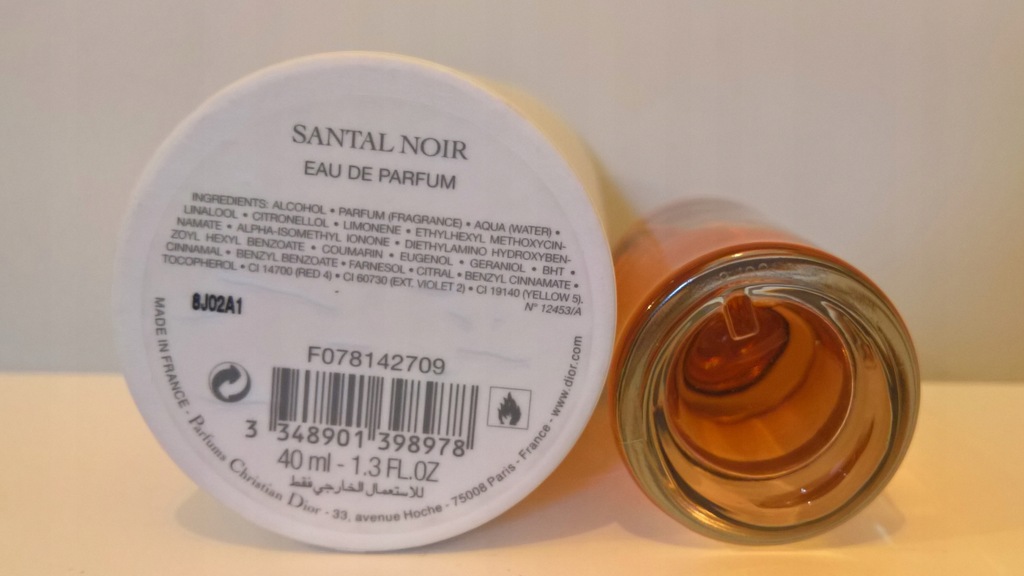 SANTAL NOIR
EAU DE PARFUM
INGREDIENTS: ALCOHOL • PARFUM (FRAGRANCE) • AQUA (WATER) •
LINALOOL • CITRONELLOL • LIMONENE • ETHYLHEXYL METHOXYCIN-
NAMATE • ALPHA-ISOMETHYL IONONE • DIETHYLAMINO HYDROXYBEN-
ZOYL HEXYL BENZOATE • COUMARIN • EUGENOL • GERANIOL • BHT •
CINNAMAL • BENZYL BENZOATE • FARNESOL • CITRAL • BENZYL CINNAMATE •
TOCOPHEROL • CI 14700 (RED 4) • CI 60730 (EXT. VIOLET 2) • CI 19140 (YELLOW 5).
N° 12453/A
8J02A1
F078142709
3 348901 398978
40 ml - 1.3 FL.OZ
للاستعمال الخارجي فقط
MADE IN FRANCE - Parfums Christian Dior - 33, avenue Hoche - 75008 Paris - France - www.dior.com